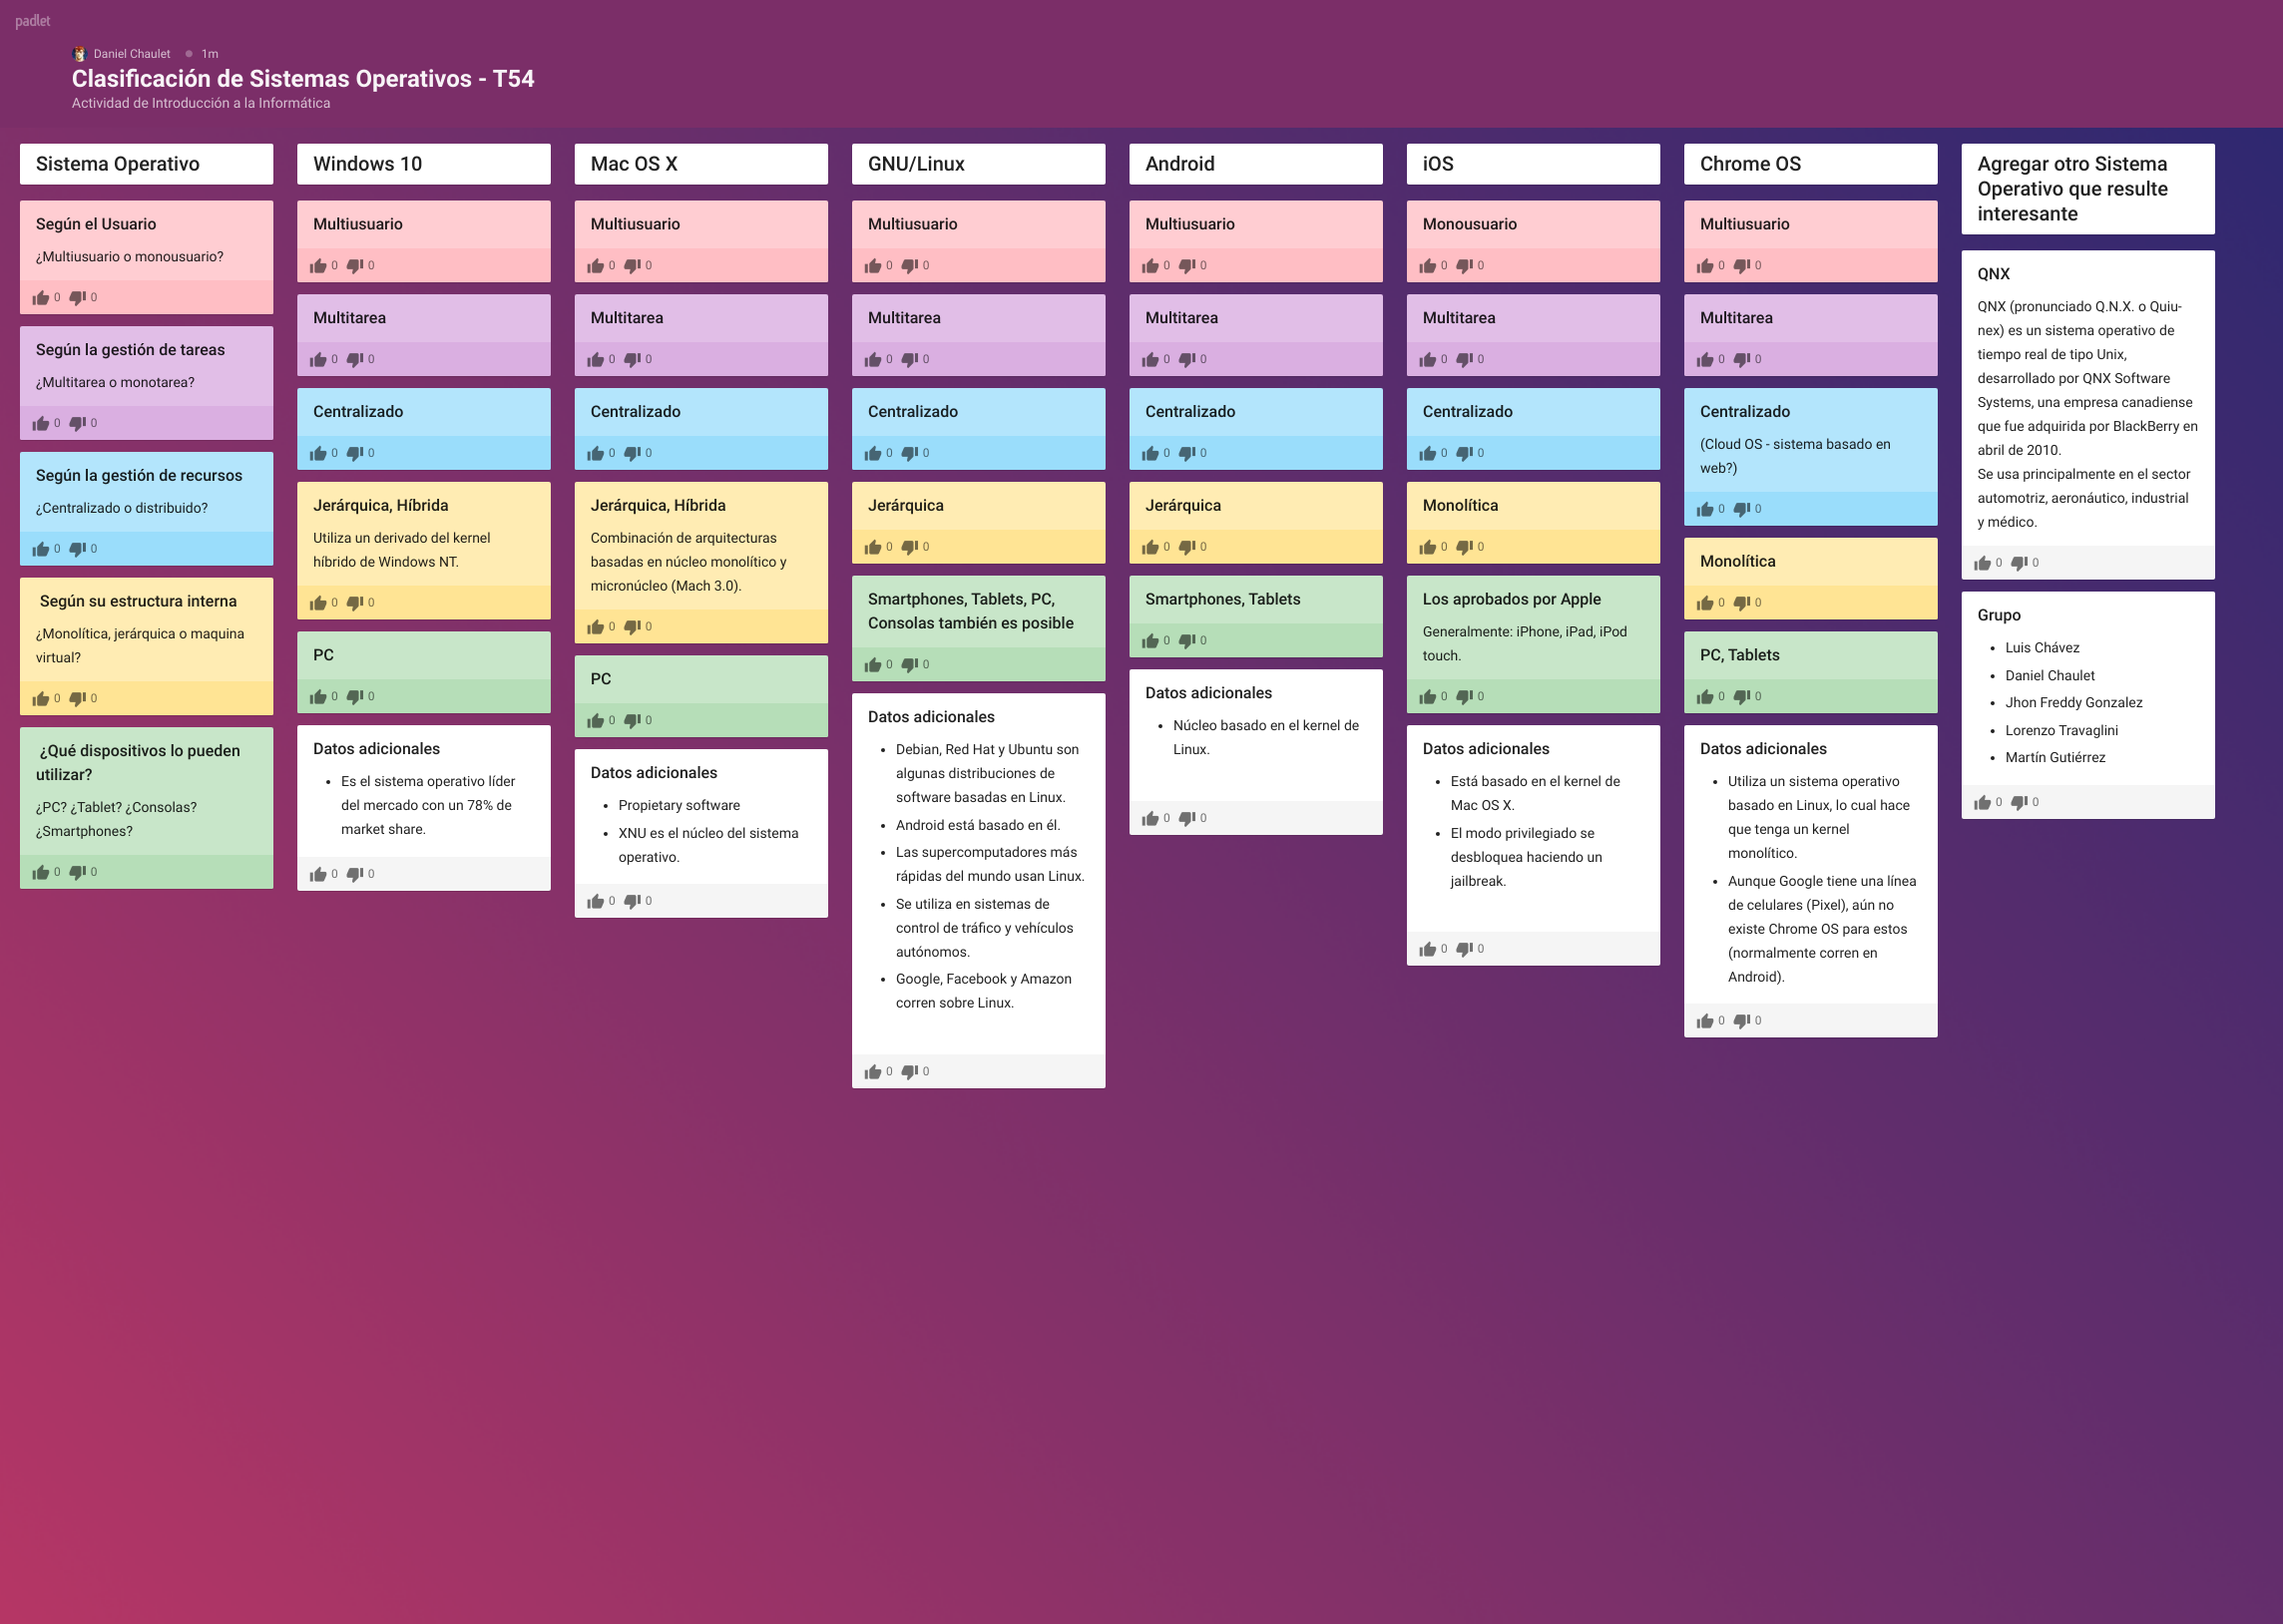 padlet
Daniel Chaulet 1m
Clasificación de Sistemas Operativos - T54
Actividad de Introducción a la Informática
Sistema Operativo
Según el Usuario
¿Multiusuario o monousuario?
0 0
Según la gestión de tareas
¿Multitarea o monotarea?
0 0
Según la gestión de recursos
¿Centralizado o distribuido?
0 0
Según su estructura interna
¿Monolítica, jerárquica o maquina
virtual?
0 0
¿Qué dispositivos lo pueden
utilizar?
¿PC? ¿Tablet? ¿Consolas?
¿Smartphones?
0 0
Windows 10
Multiusuario
0 0
Multitarea
0 0
Centralizado
0 0
Jerárquica, Híbrida
Utiliza un derivado del kernel
híbrido de Windows NT.
0 0
PC
0 0
Datos adicionales
• Es el sistema operativo líder
del mercado con un 78% de
market share.
0 0
Mac OS X
Multiusuario
0 0
Multitarea
0 0
Centralizado
0 0
Jerárquica, Híbrida
Combinación de arquitecturas
basadas en núcleo monolítico y
micronúcleo (Mach 3.0).
0 0
PC
0 0
Datos adicionales
• Propietary software
• XNU es el núcleo del sistema
operativo.
0 0
GNU/Linux
Multiusuario
0 0
Multitarea
0 0
Centralizado
0 0
Jerárquica
0 0
Smartphones, Tablets, PC,
Consolas también es posible
0 0
Datos adicionales
• Debian, Red Hat y Ubuntu son
algunas distribuciones de
software basadas en Linux.
• Android está basado en él.
• Las supercomputadores más
rápidas del mundo usan Linux.
• Se utiliza en sistemas de
control de tráfico y vehículos
autónomos.
• Google, Facebook y Amazon
corren sobre Linux.
0 0
Android
Multiusuario
0 0
Multitarea
0 0
Centralizado
0 0
Jerárquica
0 0
Smartphones, Tablets
0 0
Datos adicionales
• Núcleo basado en el kernel de
Linux.
0 0
iOS
Monousuario
0 0
Multitarea
0 0
Centralizado
0 0
Monolítica
0 0
Los aprobados por Apple
Generalmente: iPhone, iPad, iPod
touch.
0 0
Datos adicionales
• Está basado en el kernel de
Mac OS X.
• El modo privilegiado se
desbloquea haciendo un
jailbreak.
0 0
Chrome OS
Multiusuario
0 0
Multitarea
0 0
Centralizado
(Cloud OS - sistema basado en
web?)
0 0
Monolítica
0 0
PC, Tablets
0 0
Datos adicionales
• Utiliza un sistema operativo
basado en Linux, lo cual hace
que tenga un kernel
monolítico.
• Aunque Google tiene una línea
de celulares (Pixel), aún no
existe Chrome OS para estos
(normalmente corren en
Android).
0 0
Agregar otro Sistema
Operativo que resulte
interesante
QNX
QNX (pronunciado Q.N.X. o Quiu-
nex) es un sistema operativo de
tiempo real de tipo Unix,
desarrollado por QNX Software
Systems, una empresa canadiense
que fue adquirida por BlackBerry en
abril de 2010.
Se usa principalmente en el sector
automotriz, aeronáutico, industrial
y médico.
0 0
Grupo
• Luis Chávez
• Daniel Chaulet
• Jhon Freddy Gonzalez
• Lorenzo Travaglini
• Martín Gutiérrez
0 0